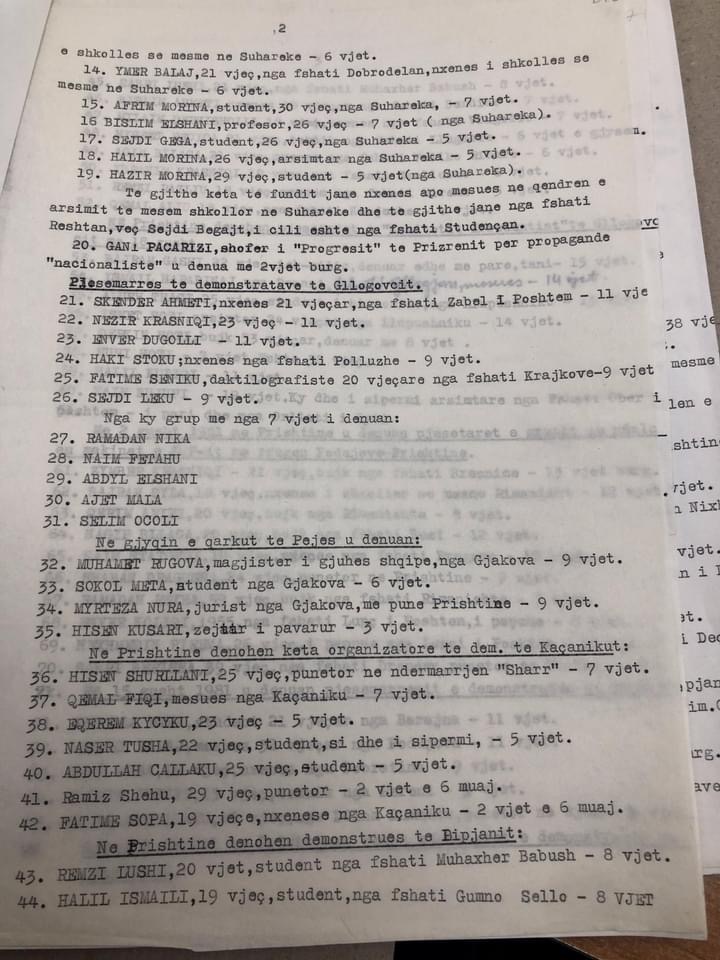 ,2
e shkolles se mesme ne Suhareke - 6 vjet.
14. YMER BALAJ,21 vjeç,nga fshati Dobrodelan,nxenes i shkolles se
mesme ne Suhareke - 6 vjet.
15. AFRIM MORINA,student,30 vjeç,nga Suhareka, - 7 vjet.
16 BISLIM ELSHANI,profesor,26 vjeç - 7 vjet ( nga Suhareka).
17. SEJDI GEGA,student,26 vjeç,nga Suhareka - 5 vjet.
18. HALIL MORINA,26 vjeç,arsimtar nga Suhareka - 5 vjet.
19. HAZIR MORINA,29 vjeç,student - 5 vjet(nga Suhareka).
Te gjithe keta te fundit jane nxenes apo mesues ne qendren e
arsimit te mesem shkollor ne Suhareke dhe te gjithe jane nga fshati
Reshtan,veç Sejdi Begajt,i cili eshte nga fshati Studençan.
20. GANi PACARIZI,shofer i "Progresit" te Prizrenit per propagande
"nacionaliste" u denua me 2vjet burg.
Pjesemarres te demonstratave te Gllogovcit.
21. SKENDER AHMETI,nxenes 21 vjeçar,nga fshati Zabel I Poshtem - 11 vje
22. NEZIR KRASNIQI,23 vjeç - 11 vjet.
23. ENVER DUGOLLI - 11 vjet.
24. HAKI STOKU;nxenes nga fshati Polluzhe - 9 vjet.
25. FATIME SENIKU,daktilografiste 20 vjeçare nga fshati Krajkove-9 vjet
26. SEJDI LEKU - 9 vjet.
Nga ky grup me nga 7 vjet i denuan:
27. RAMADAN NIKA
28. NAIM FETAHU
29. ABDYL ELSHANI
30. AJET MALA
31. SELIM OCOLI
Ne gjyqin e qarkut te Pejes u denuan:
32. MUHAMET RUGOVA,magjister i gjuhes shqipe,nga Gjakova - 9 vjet.
33. SOKOL META,student nga Gjakova - 6 vjet.
34. MYRTEZA NURA,jurist nga Gjakova,me pune Prishtine - 9 vjet.
35. HISEN KUSARI,zejtar i pavarur - 3 vjet.
Ne Prishtine denohen keta organizatore te dem. te Kaçanikut:
36. HISEN SHURLLANI,25 vjeç,punetor ne ndermarrjen "Sharr" - 7 vjet.
37. QEMAL FIQI,mesues nga Kaçaniku - 7 vjet.
38. EQEREM KYCYKU,23 vjeç - 5 vjet.
39. NASER TUSHA,22 vjeç,student,si dhe i sipermi, - 5 vjet.
40. ABDULLAH CALLAKU,25 vjeç,student - 5 vjet.
41. Ramiz Shehu, 29 vjeç,punetor - 2 vjet e 6 muaj.
42. FATIME SOPA,19 vjeçe,nxenese nga Kaçaniku - 2 vjet e 6 muaj.
Ne Prishtine denohen demonstrues te Bipjanit:
43. REMZI LUSHI,20 vjet,student nga fshati Muhaxher Babush - 8 vjet.
44. HALIL ISMAILI,19 vjeç,student,nga fshati Gumno Sello - 8 VJET